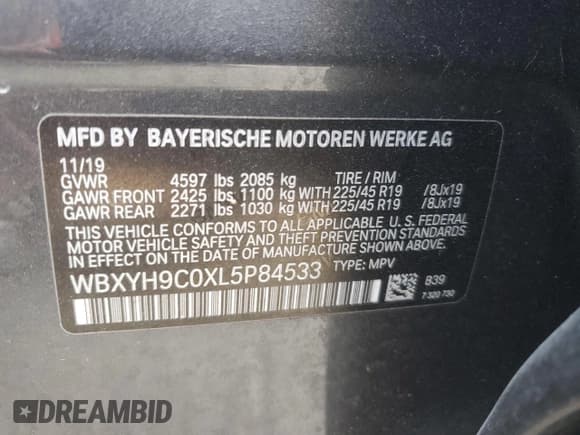 MFD BY BAYERISCHE MOTOREN WERKE AG
11/19
GVWR 4597 lbs 2085 kg TIRE / RIM
GAWR FRONT 2425 lbs 1100 kg WITH 225/45 R19 /8Jx19
GAWR REAR 2271 lbs 1030 kg WITH 225/45 R19 /8Jx19
THIS VEHICLE CONFORMS TO ALL APPLICABLE U. S. FEDERAL
MOTOR VEHICLE SAFETY AND THEFT PREVENTION STANDARDS
IN EFFECT ON THE DATE OF MANUFACTURE SHOWN ABOVE.
WBXYH9C0XL5P84533 TYPE: MPV
B39
7 320 730
DREAMBID